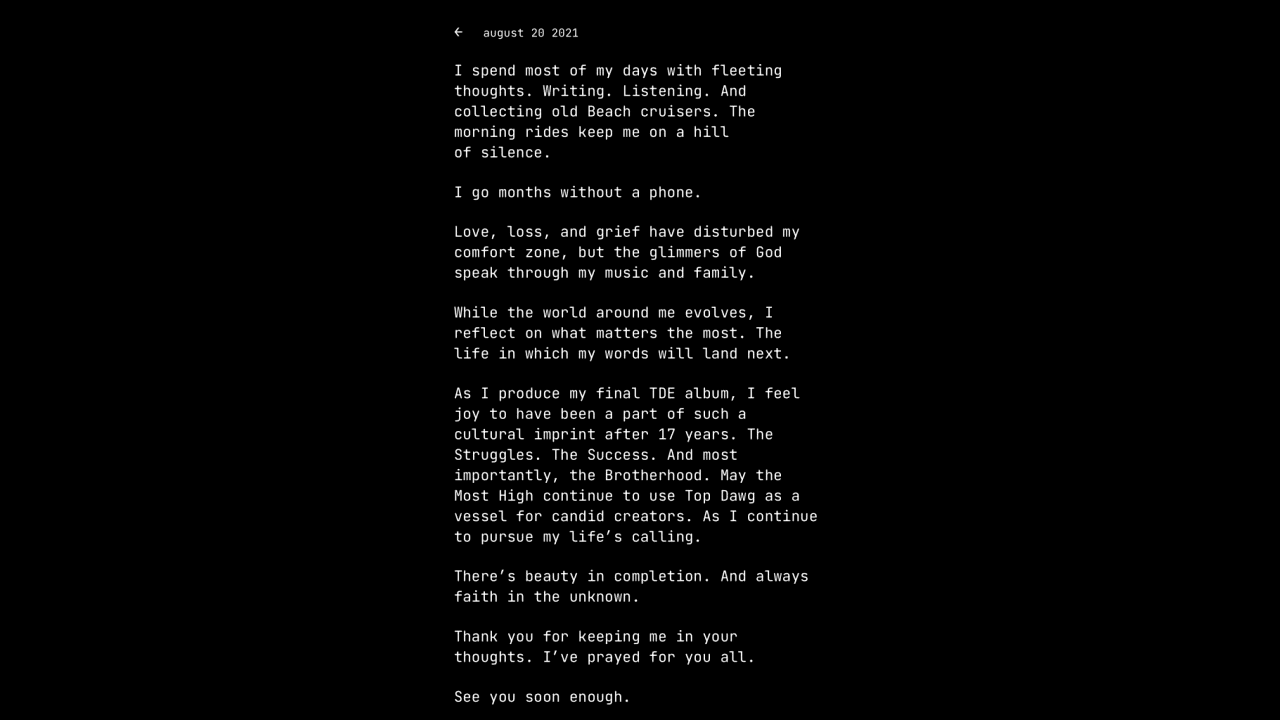 ← august 20 2021
I spend most of my days with fleeting
thoughts. Writing. Listening. And
collecting old Beach cruisers. The
morning rides keep me on a hill
of silence.
I go months without a phone.
Love, loss, and grief have disturbed my
comfort zone, but the glimmers of God
speak through my music and family.
While the world around me evolves, I
reflect on what matters the most. The
life in which my words will land next.
As I produce my final TDE album, I feel
joy to have been a part of such a
cultural imprint after 17 years. The
Struggles. The Success. And most
importantly, the Brotherhood. May the
Most High continue to use Top Dawg as a
vessel for candid creators. As I continue
to pursue my life’s calling.
There’s beauty in completion. And always
faith in the unknown.
Thank you for keeping me in your
thoughts. I’ve prayed for you all.
See you soon enough.